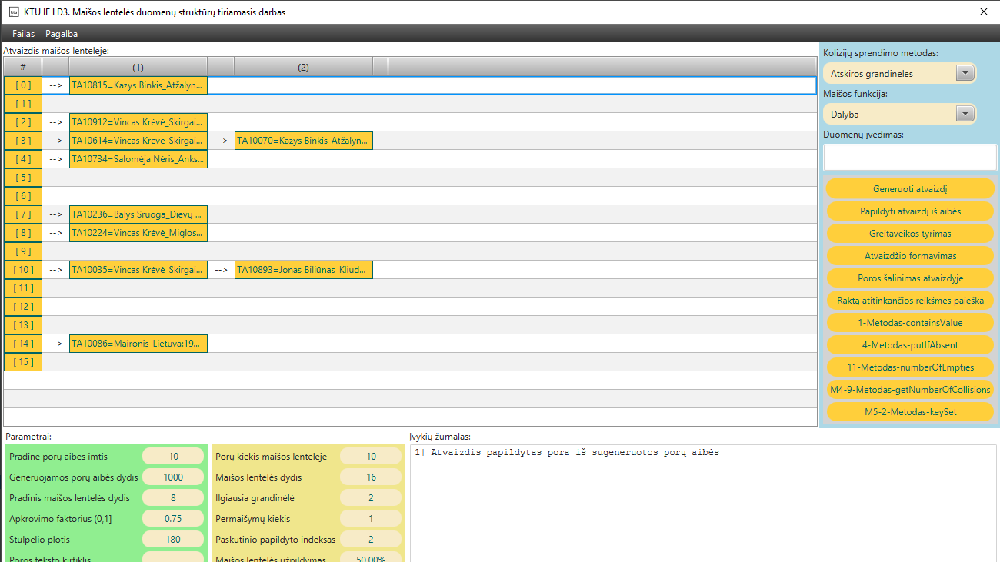 ktu KTU IF LD3. Maišos lentelės duomenų struktūrų tiriamasis darbas
Failas Pagalba
Atvaizdis maišos lentelėje:
# (1) (2)
[ 0 ] --> TA10815=Kazys Binkis_Atžalyn...
[ 1 ]
[ 2 ] --> TA10912=Vincas Krėvė_Skirgai...
[ 3 ] --> TA10614=Vincas Krėvė_Skirgai... --> TA10070=Kazys Binkis_Atžalyn...
[ 4 ] --> TA10734=Salomėja Nėris_Anks...
[ 5 ]
[ 6 ]
[ 7 ] --> TA10236=Balys Sruoga_Dievų ...
[ 8 ] --> TA10224=Vincas Krėvė_Miglos...
[ 9 ]
[ 10 ] --> TA10035=Vincas Krėvė_Skirgai... --> TA10893=Jonas Biliūnas_Kliud...
[ 11 ]
[ 12 ]
[ 13 ]
[ 14 ] --> TA10086=Maironis_Lietuva:19...
[ 15 ]
Kolizijų sprendimo metodas:
Atskiros grandinėlės
Maišos funkcija:
Dalyba
Duomenų įvedimas:
Generuoti atvaizdį
Papildyti atvaizdį iš aibės
Greitaveikos tyrimas
Atvaizdžio formavimas
Poros šalinimas atvaizdyje
Raktą atitinkančios reikšmės paieška
1-Metodas-containsValue
4-Metodas-putIfAbsent
11-Metodas-numberOfEmpties
M4-9-Metodas-getNumberOfCollisions
M5-2-Metodas-keySet
Parametrai:
Pradinė porų aibės imtis 10
Generuojamos porų aibės dydis 1000
Pradinis maišos lentelės dydis 8
Apkrovimo faktorius (0,1] 0.75
Stulpelio plotis 180
Poros teksto kirtiklis
Porų kiekis maišos lentelėje 10
Maišos lentelės dydis 16
Ilgiausia grandinėlė 2
Permaišymų kiekis 1
Paskutinio papildyto indeksas 2
Maišos lentelės užpildymas 50.00%
Įvykių žurnalas:
1| Atvaizdis papildytas pora iš sugeneruotos porų aibės